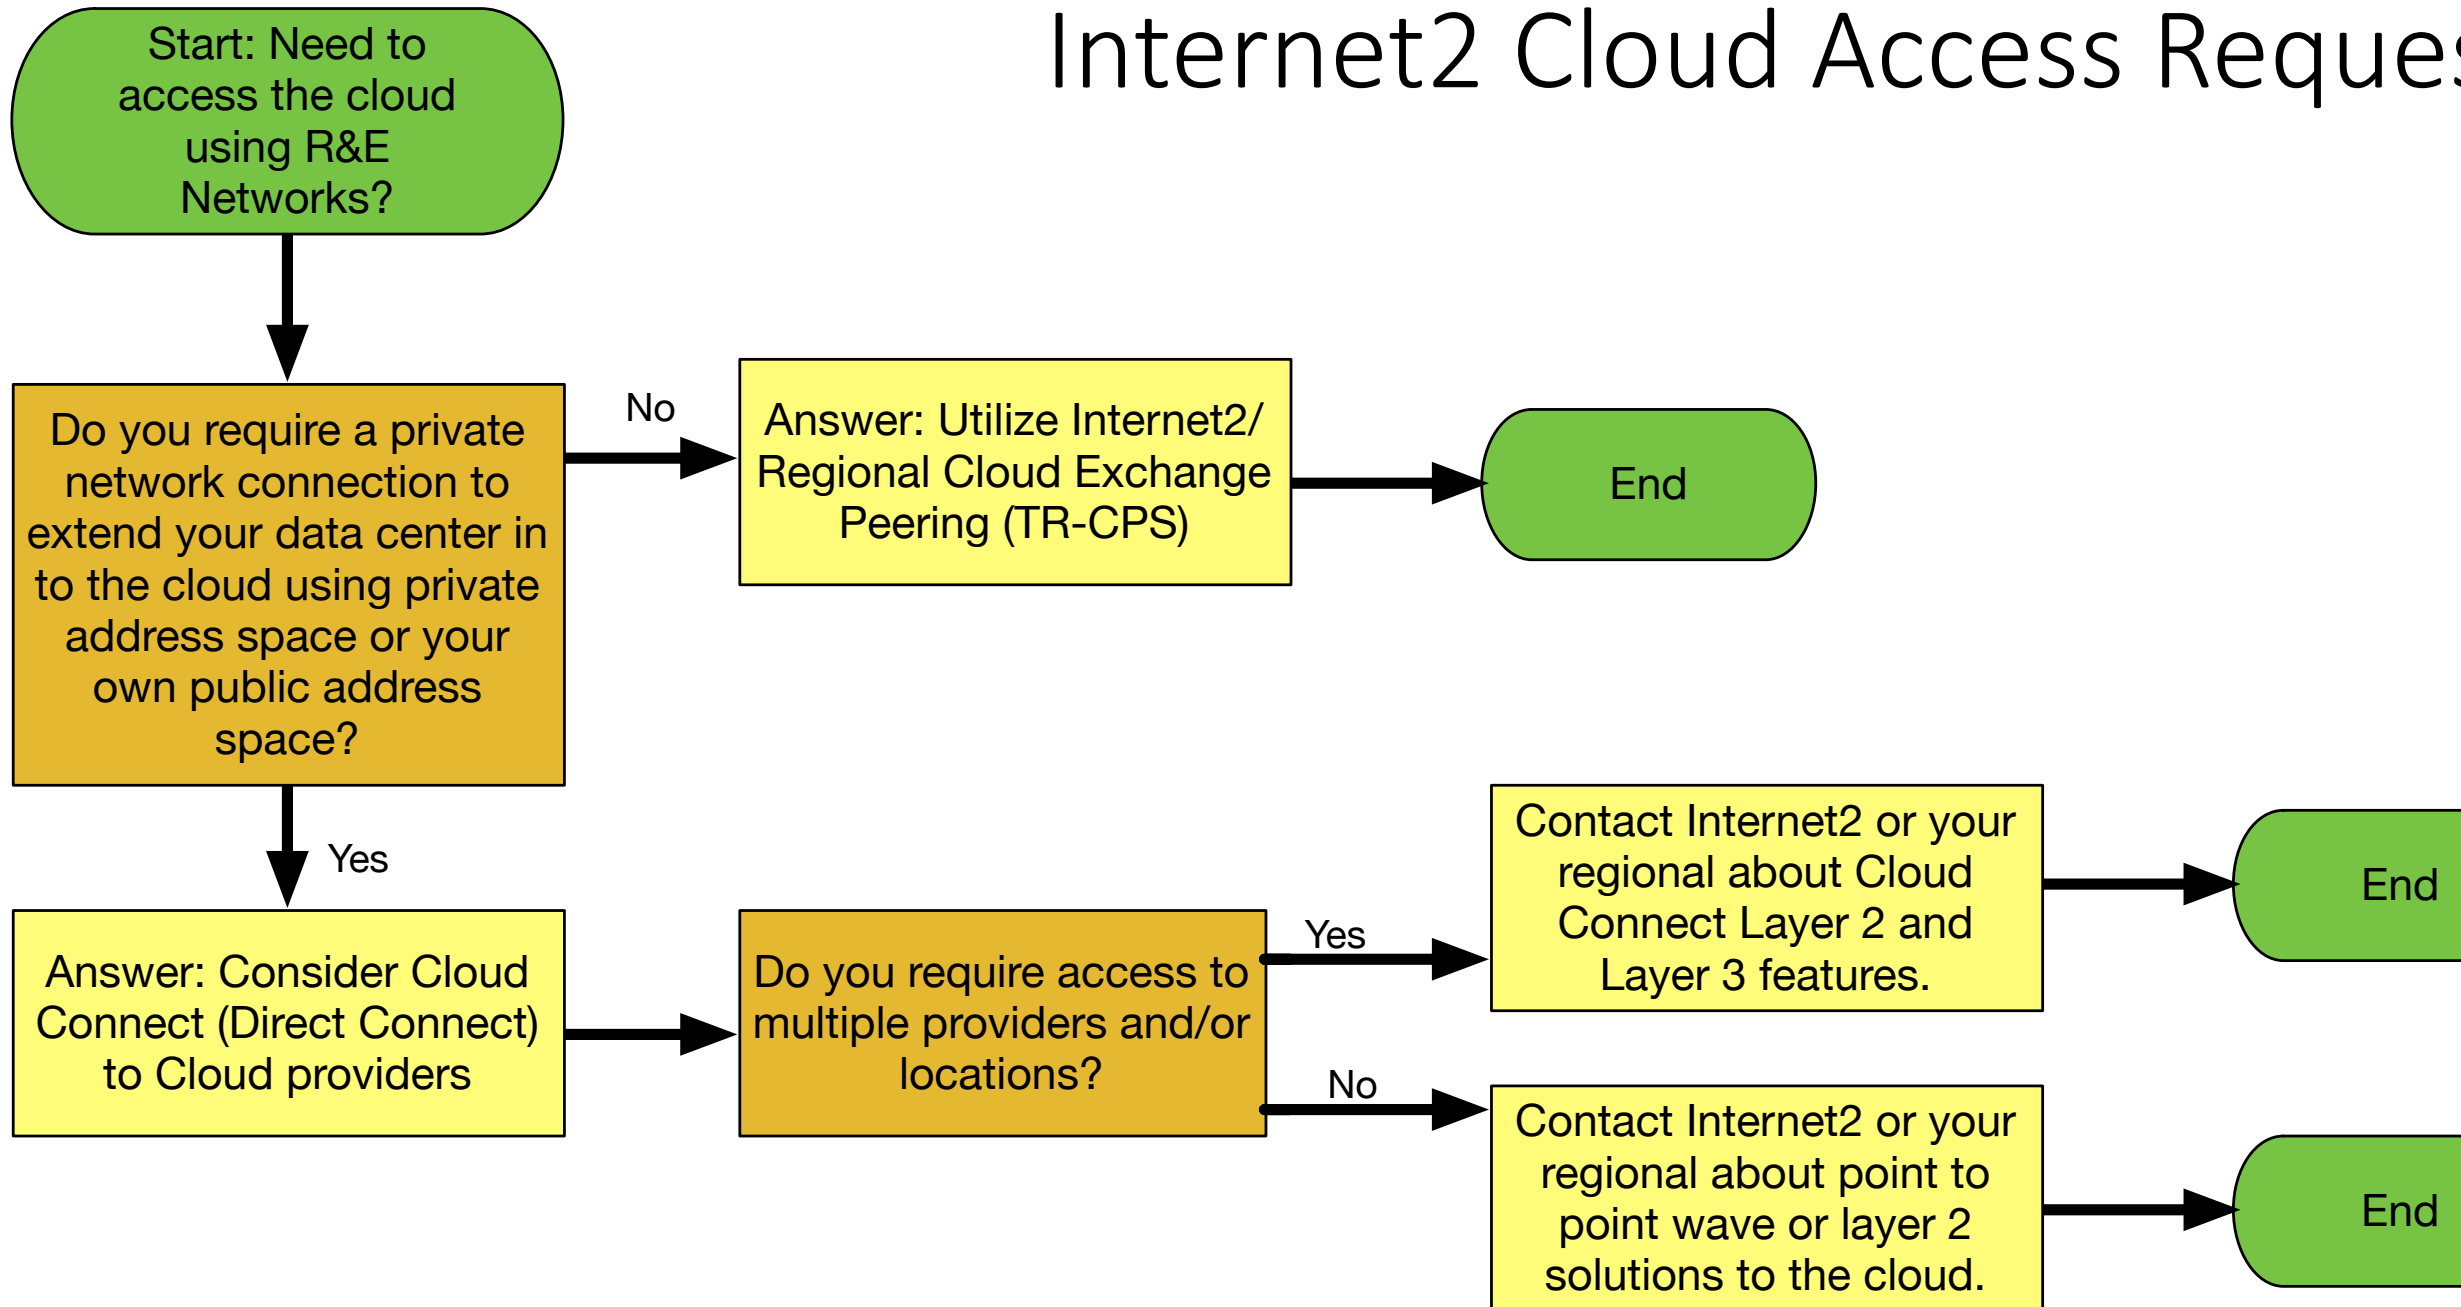 Internet2 Cloud Access Reques
Start: Need to
access the cloud
using R&E
Networks?
Do you require a private
network connection to
extend your data center in
to the cloud using private
address space or your
own public address
space?
No
Answer: Utilize Internet2/
Regional Cloud Exchange
Peering (TR-CPS)
End
Yes
Answer: Consider Cloud
Connect (Direct Connect)
to Cloud providers
Do you require access to
multiple providers and/or
locations?
Yes
Contact Internet2 or your
regional about Cloud
Connect Layer 2 and
Layer 3 features.
End
No
Contact Internet2 or your
regional about point to
point wave or layer 2
solutions to the cloud.
End